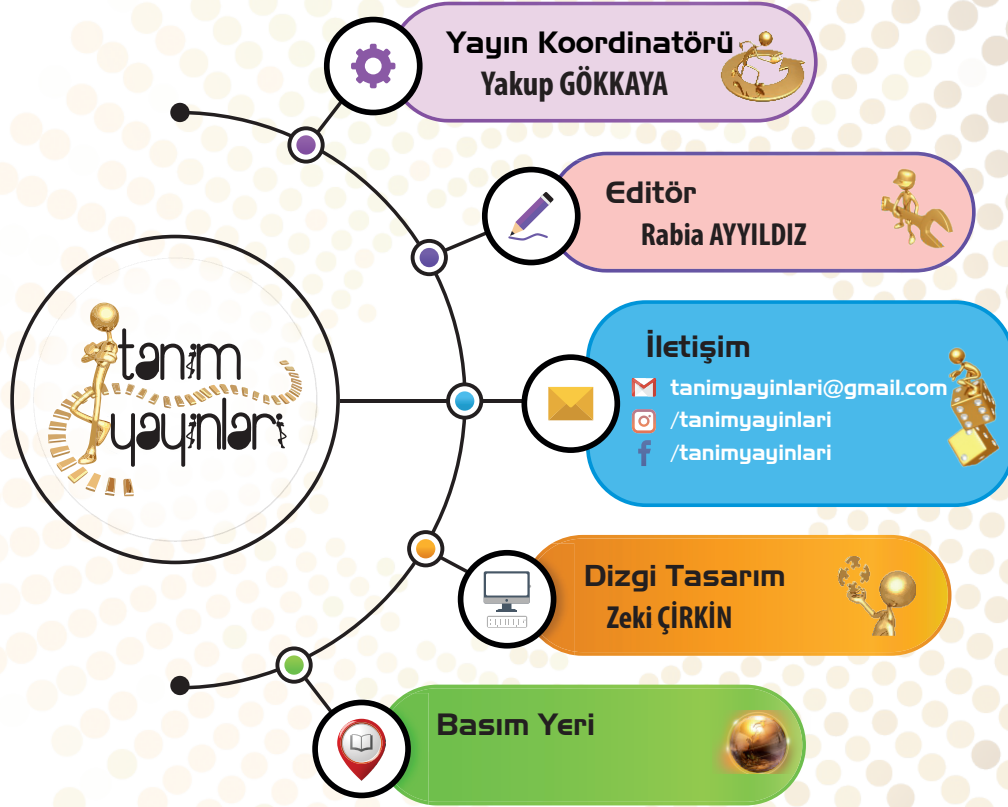 Yayın Koordinatörü
Yakup GÖKKAYA
Editör
Rabia AYYILDIZ
tanım
yayınları
İletişim
tanimyayinlari@gmail.com
/tanimyayinlari
/tanimyayinlari
Dizgi Tasarım
Zeki ÇİRKİN
Basım Yeri